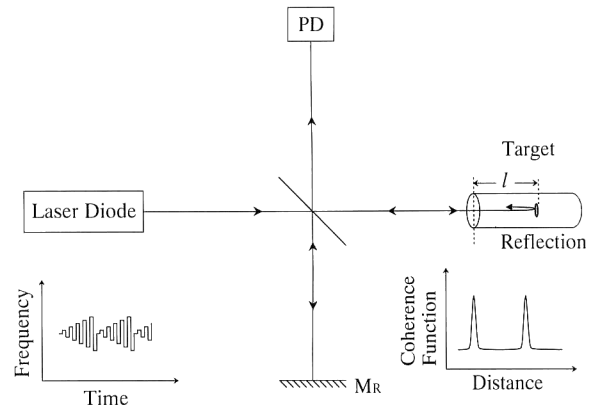 PD
Target
l
Laser Diode
Reflection
Frequency
Time
Coherence
Function
Distance
MR